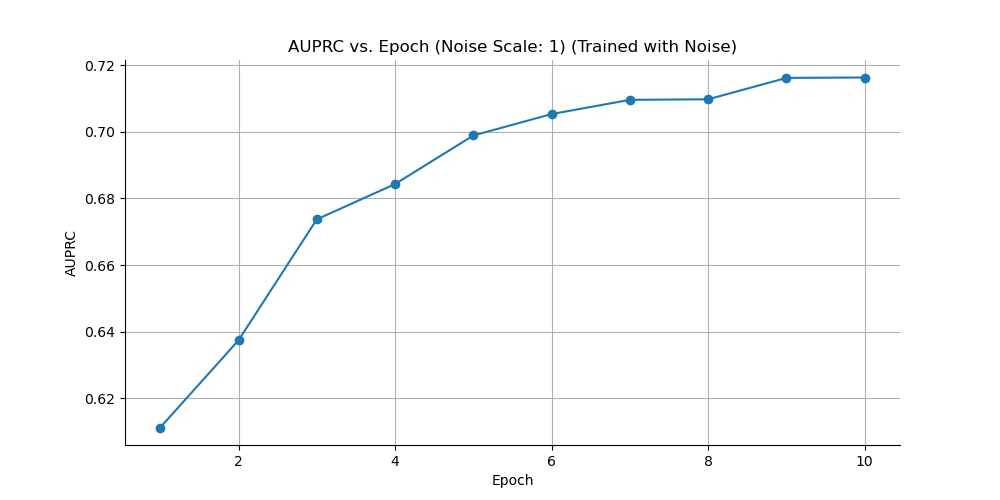 AUPRC vs. Epoch (Noise Scale: 1) (Trained with Noise)
AUPRC
0.72
0.70
0.68
0.66
0.64
0.62
2 4 6 8 10
Epoch